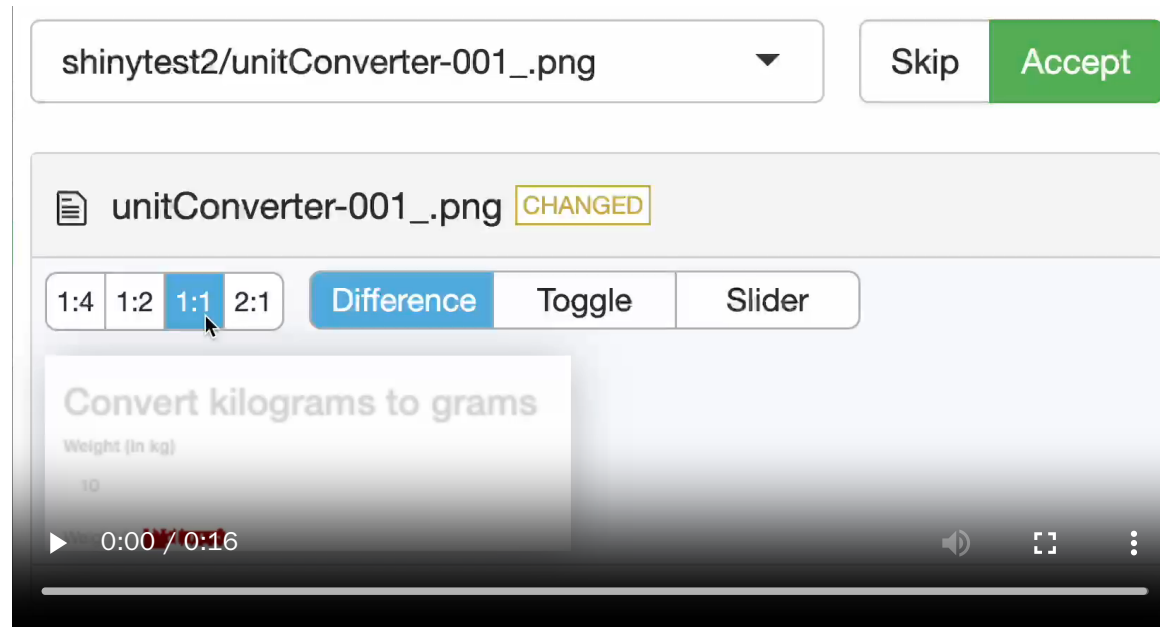 shinytest2/unitConverter-001_.png
Skip
Accept
unitConverter-001_.png
CHANGED
1:4
1:2
1:1
2:1
Difference
Toggle
Slider
Convert kilograms to grams
Weight (in kg)
10
0:00 / 0:16